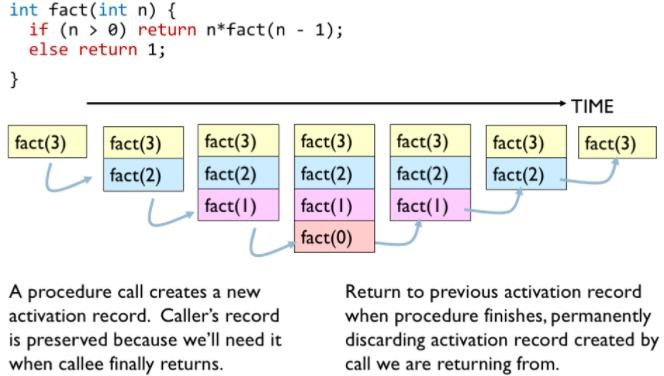 int fact(int n) {
if (n > 0) return n*fact(n - 1);
else return 1;
}
TIME
fact(3) fact(3) fact(3) fact(3) fact(3) fact(3) fact(3)
fact(2) fact(2) fact(2) fact(2) fact(2)
fact(1) fact(1) fact(1)
fact(0)
A procedure call creates a new
activation record. Caller's record
is preserved because we'll need it
when callee finally returns.
Return to previous activation record
when procedure finishes, permanently
discarding activation record created by
call we are returning from.